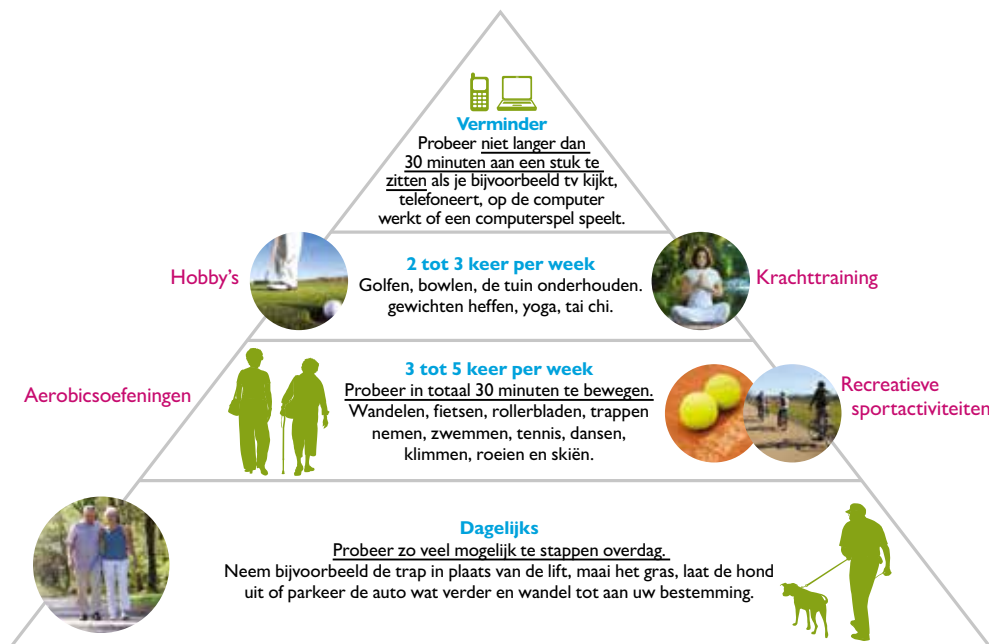 Verminder
Probeer niet langer dan
30 minuten aan een stuk te
zitten als je bijvoorbeeld tv kijkt,
telefoneert, op de computer
werkt of een computerspel speelt.
Hobby's
2 tot 3 keer per week
Golfen, bowlen, de tuin onderhouden.
gewichten heffen, yoga, tai chi.
Krachttraining
Aerobicsoefeningen
3 tot 5 keer per week
Probeer in totaal 30 minuten te bewegen.
Wandelen, fietsen, rollerbladen, trappen
nemen, zwemmen, tennis, dansen,
klimmen, roeien en skiën.
Recreatieve
sportactiviteiten
Dagelijks
Probeer zo veel mogelijk te stappen overdag.
Neem bijvoorbeeld de trap in plaats van de lift, maai het gras, laat de hond
uit of parkeer de auto wat verder en wandel tot aan uw bestemming.